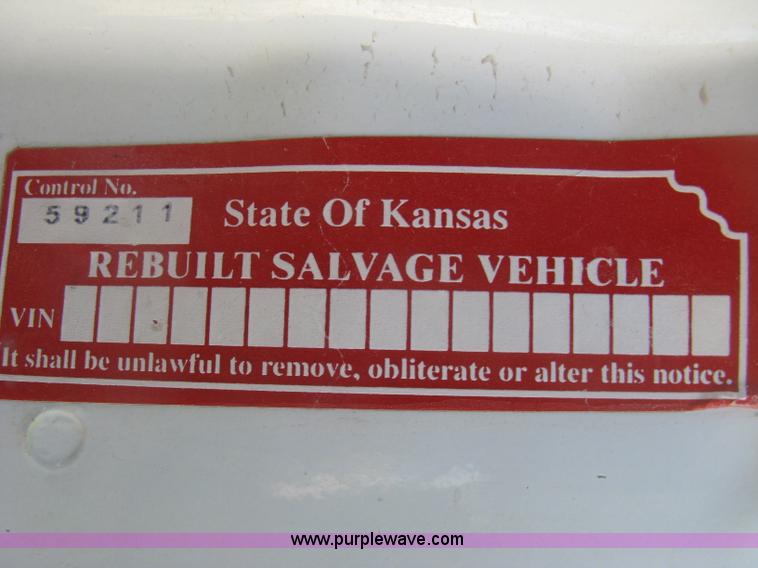 Control No.
59211
State Of Kansas
REBUILT SALVAGE VEHICLE
VIN
It shall be unlawful to remove, obliterate or alter this notice.
www.purplewave.com